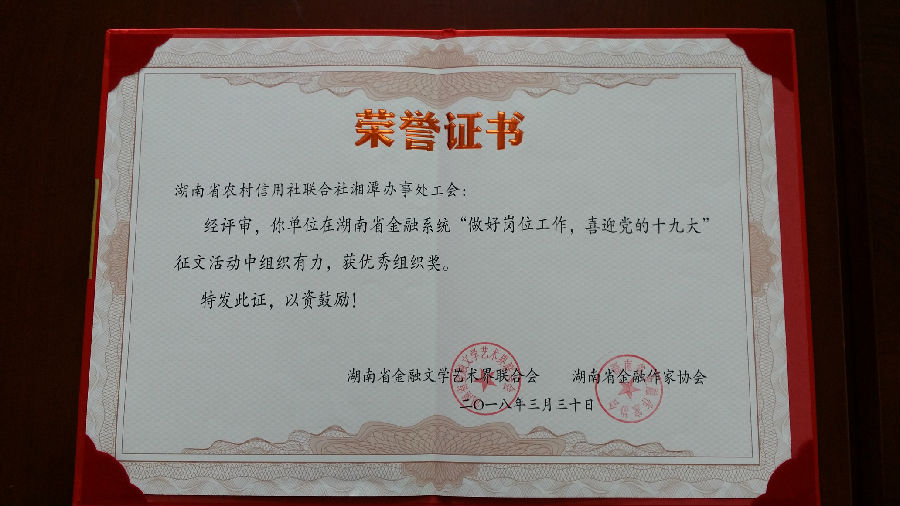 荣誉证书
湖南省农村信用社联合社湘潭办事处工会：
经评审，你单位在湖南省金融系统“做好岗位工作，喜迎党的十九大”
征文活动中组织有力，获优秀组织奖。
特发此证，以资鼓励！
湖南省金融文学艺术界联合会 湖南省金融作家协会
二〇一八年三月三十日